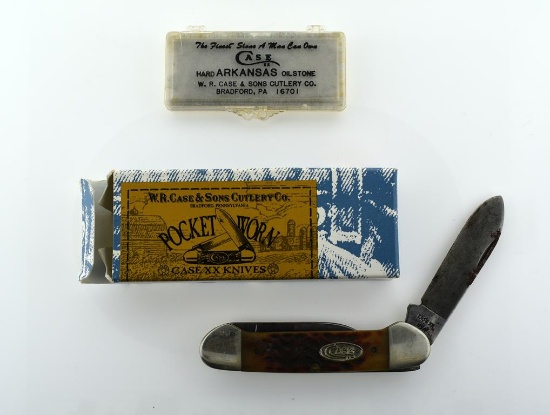 The Finest Stone A Man Can Own
CASE
XX
HARD ARKANSAS OILSTONE
W. R. CASE & SONS CUTLERY CO.
BRADFORD, PA 16701
W.R. CASE & SONS CUTLERY CO.
BRADFORD, PENNSYLVANIA
POCKET WORN
CASE XX KNIVES
CASE